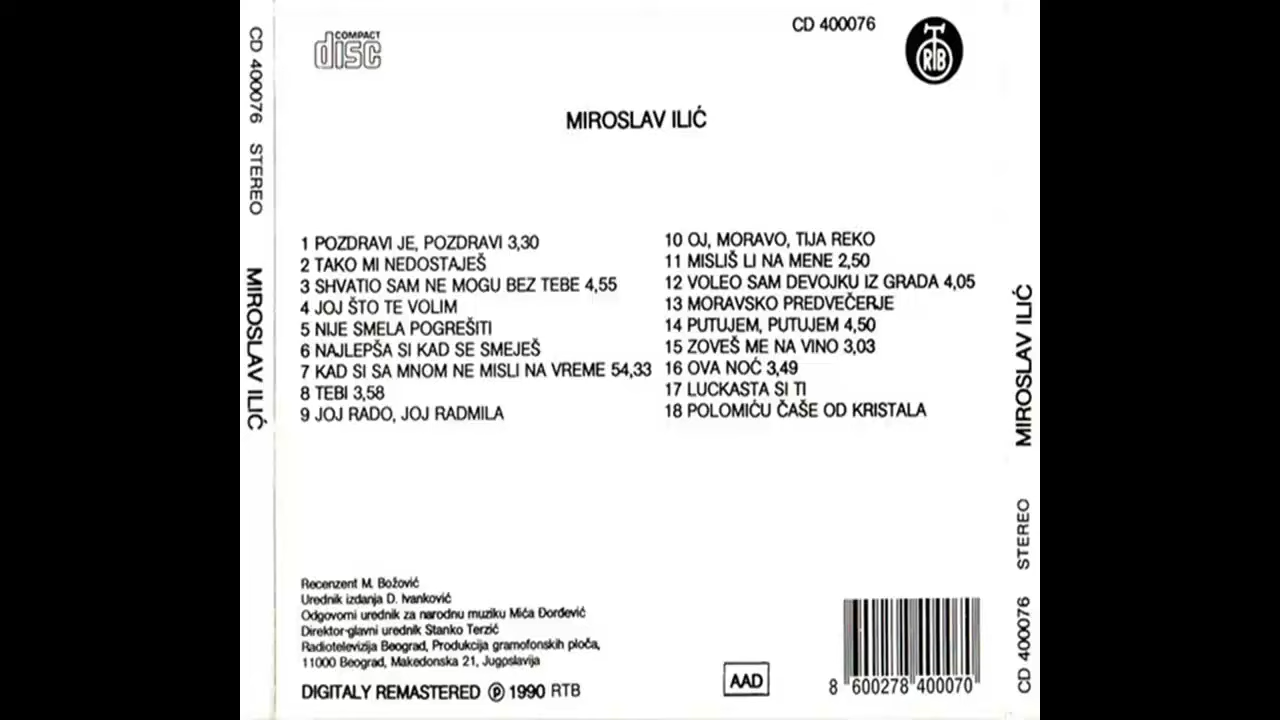 COMPACT
disc
CD 400076
RTB
MIROSLAV ILIĆ
1 POZDRAVI JE, POZDRAVI 3,30
2 TAKO MI NEDOSTAJEŠ
3 SHVATIO SAM NE MOGU BEZ TEBE 4,55
4 JOJ ŠTO TE VOLIM
5 NIJE SMELA POGREŠITI
6 NAJLEPŠA SI KAD SE SMEJEŠ
7 KAD SI SA MNOM NE MISLI NA VREME 54,33
8 TEBI 3,58
9 JOJ RADO, JOJ RADMILA
10 OJ, MORAVO, TIJA REKO
11 MISLIŠ LI NA MENE 2,50
12 VOLEO SAM DEVOJKU IZ GRADA 4,05
13 MORAVSKO PREDVEČERJE
14 PUTUJEM, PUTUJEM 4,50
15 ZOVEŠ ME NA VINO 3,03
16 OVA NOĆ 3,49
17 LUCKASTA SI TI
18 POLOMIĆU ČAŠE OD KRISTALA
Recenzent M. Božović
Urednik izdanja D. Ivanković
Odgovorni urednik za narodnu muziku Mića Đorđević
Direktor-glavni urednik Stanko Terzić
Radiotelevizija Beograd, Produkcija gramofonskih ploča,
11000 Beograd, Makedonska 21, Jugoslavija
DIGITALY REMASTERED ℗ 1990 RTB
AAD
8 600278 400070
CD 400076 STEREO MIROSLAV ILIĆ
CD 400076 STEREO MIROSLAV ILIĆ